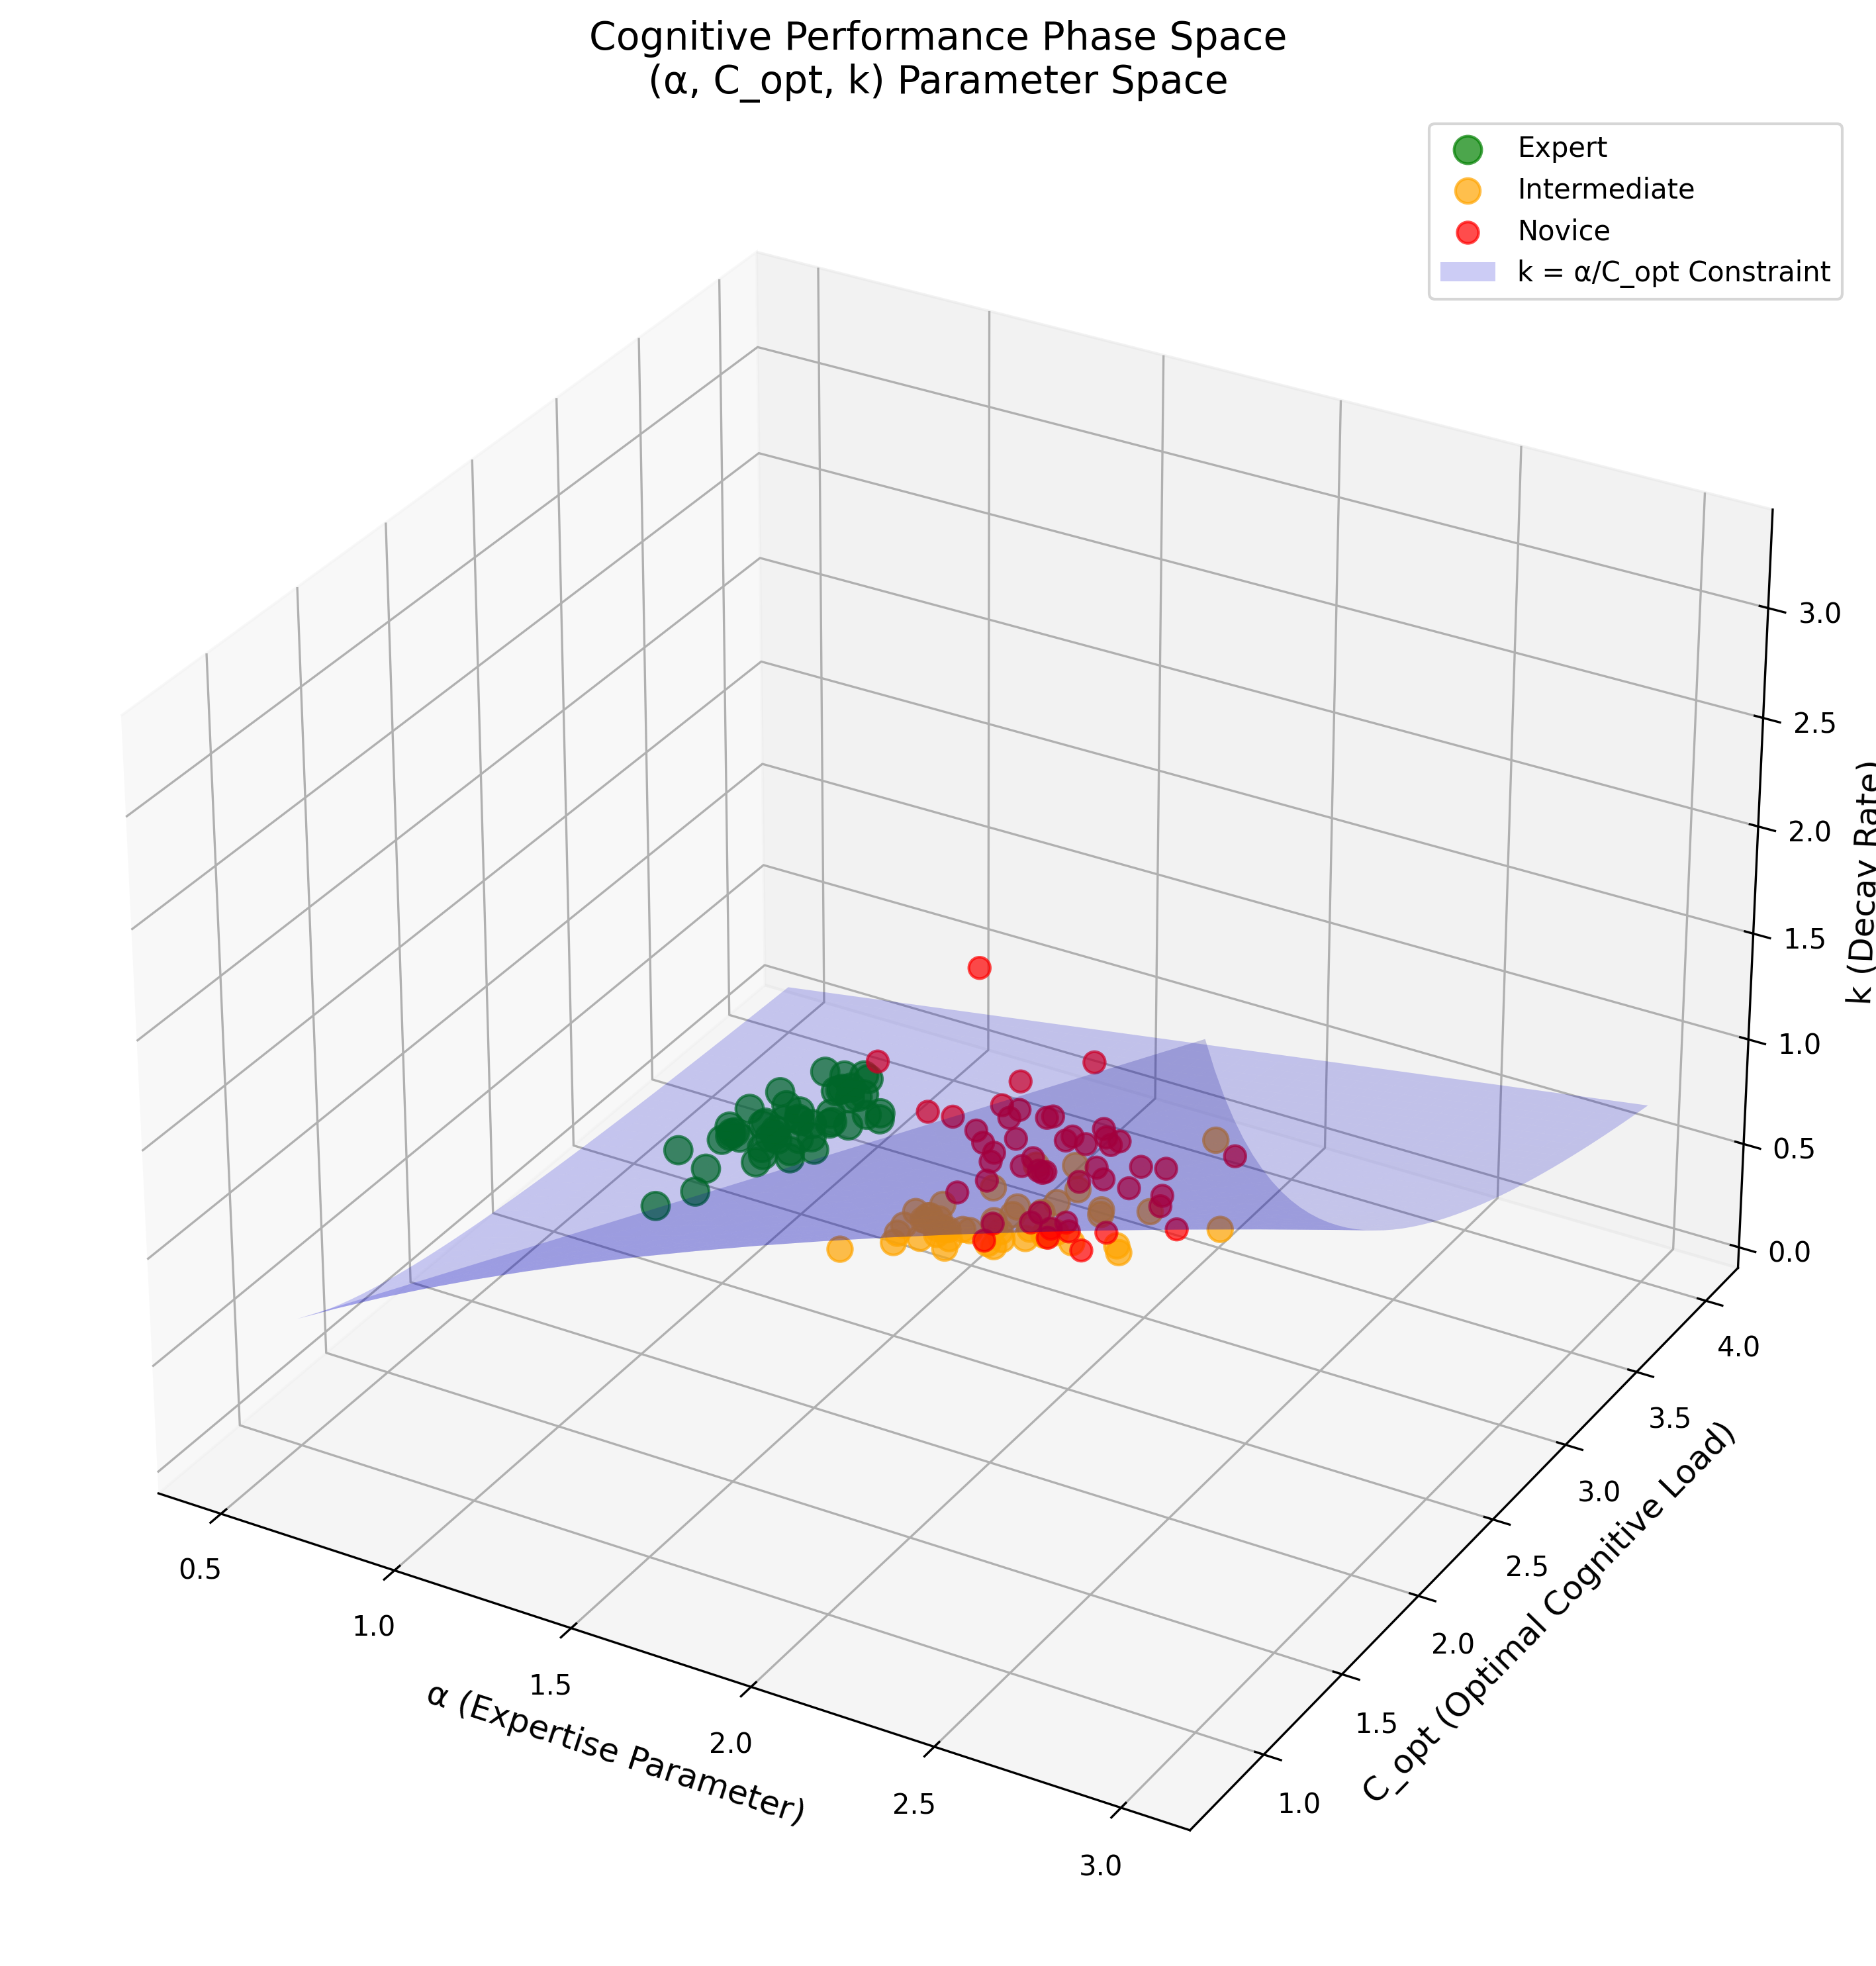 Cognitive Performance Phase Space
(α, C_opt, k) Parameter Space
Expert
Intermediate
Novice
k = α/C_opt Constraint
3.0
2.5
2.0
1.5
1.0
0.5
0.0
k (Decay Rate)
4.0
3.5
3.0
2.5
2.0
1.5
1.0
C_opt (Optimal Cognitive Load)
0.5
1.0
1.5
2.0
2.5
3.0
α (Expertise Parameter)